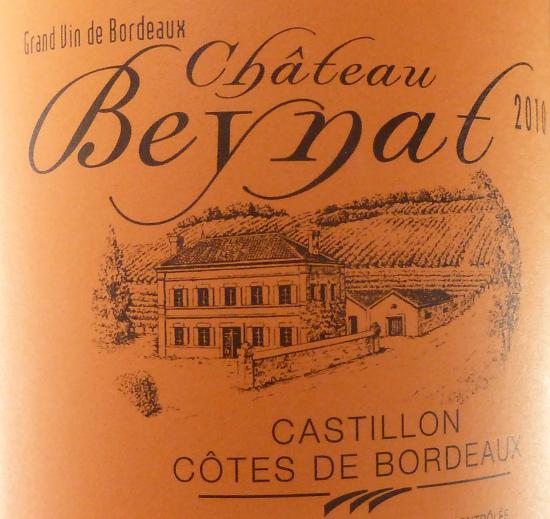 Grand Vin de Bordeaux
Château
Beynat
2010
CASTILLON
CÔTES DE BORDEAUX